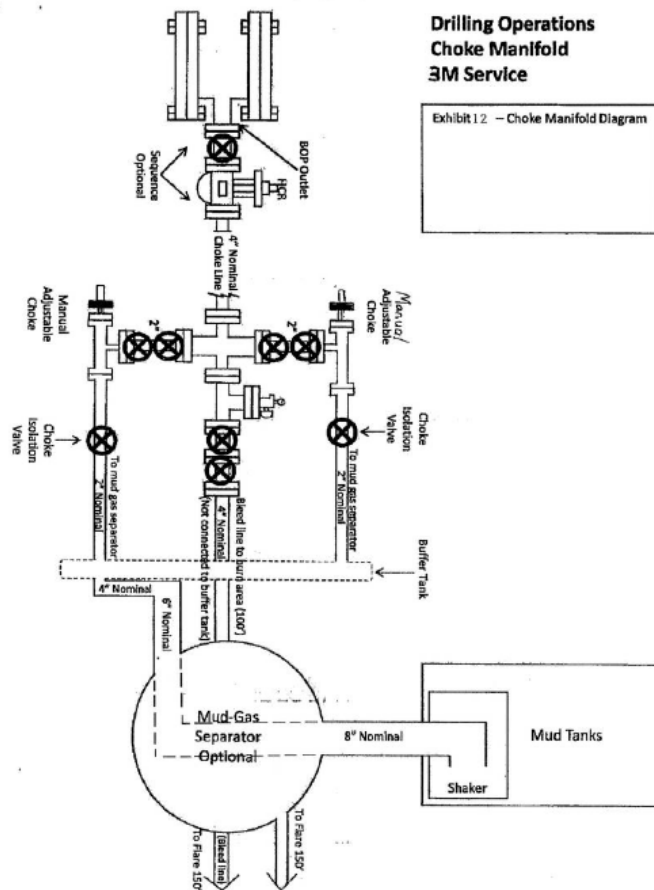 Drilling Operations
Choke Manifold
3M Service
Exhibit 12 – Choke Manifold Diagram
BOP Outlet
HCR
Sequence
Optional
4" Nominal
Choke Line
Manual
Adjustable
Choke
2"
2"
Manual
Adjustable
Choke
Choke
Isolation
Valve
Choke
Isolation
Valve
To mud gas separator
2" Nominal
To mud gas separator
2" Nominal
Bleed line to burn area (100')
4" Nominal
(Not connected to buffer tank)
Buffer Tank
4" Nominal
6" Nominal
Mud-Gas
Separator
Optional
8" Nominal
Mud Tanks
Shaker
To Flare 150'
(Bleed line)
To Flare 150'